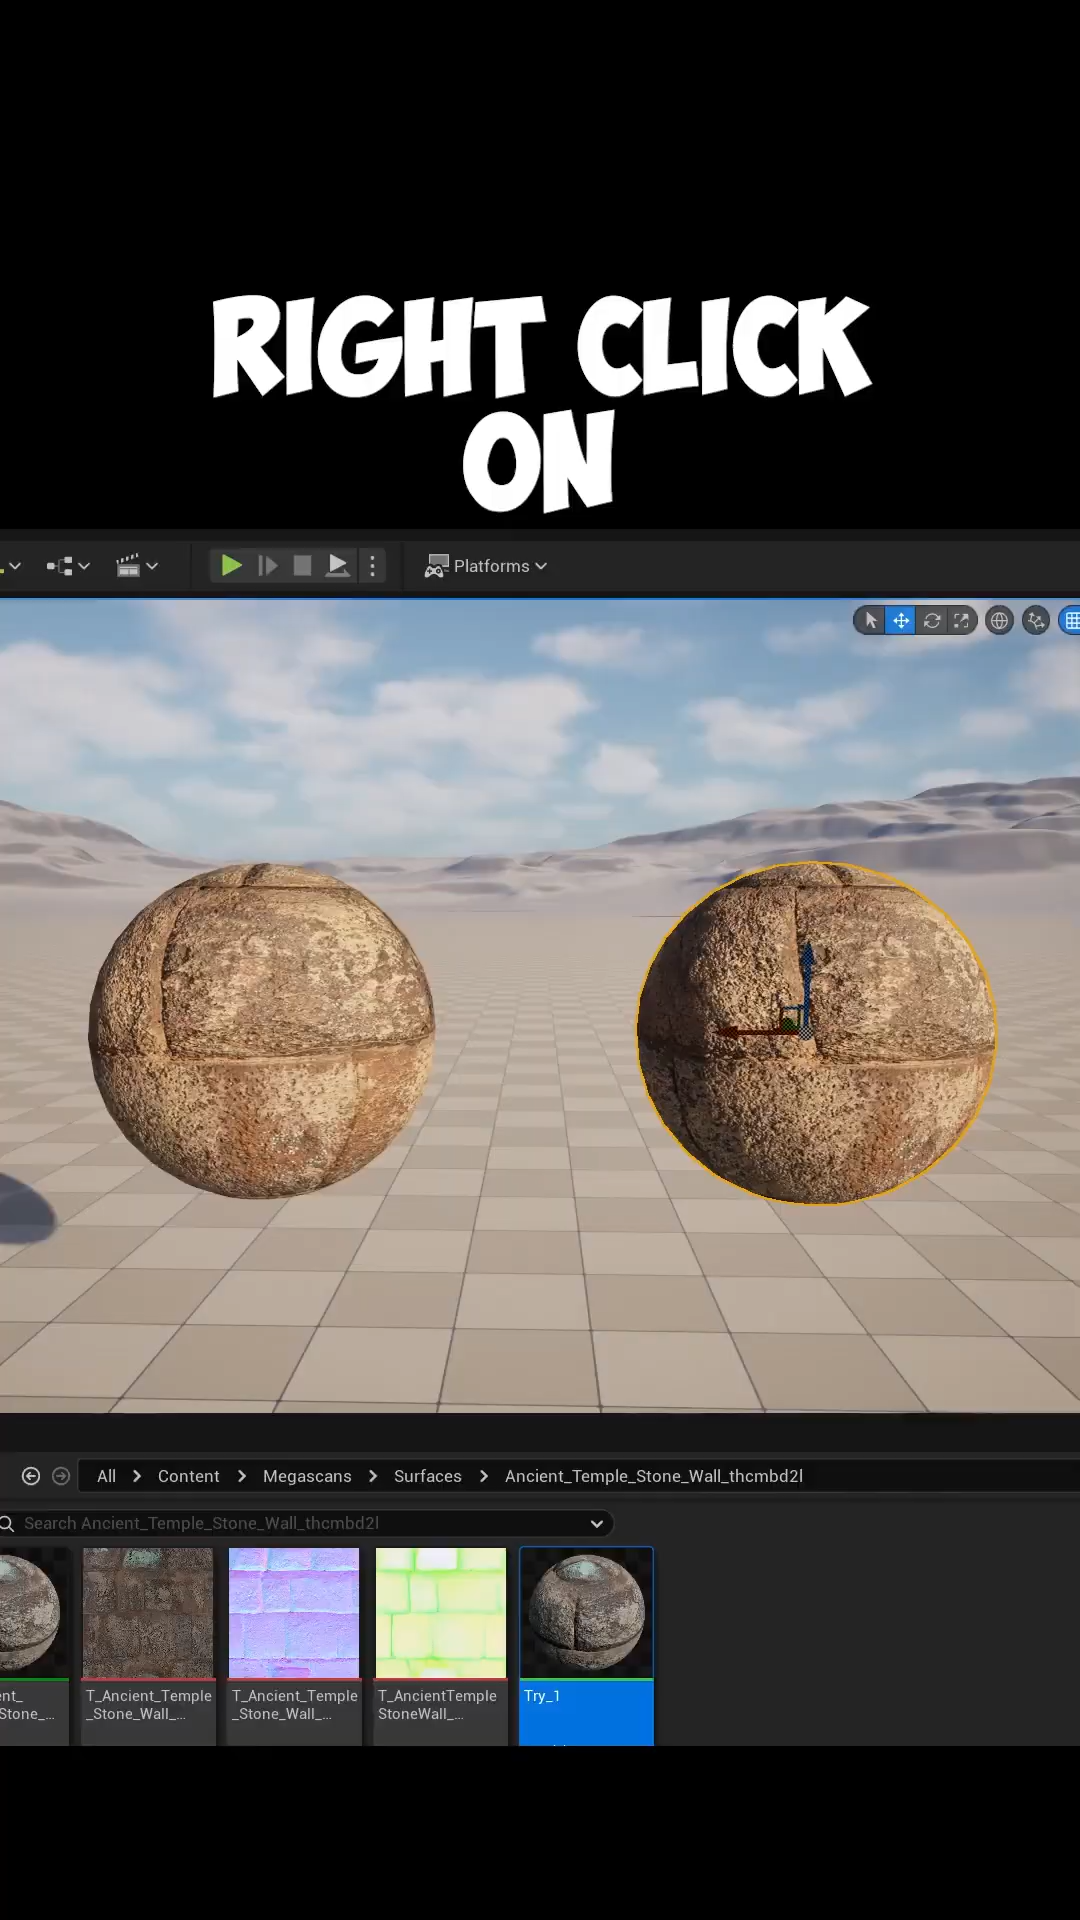 RIGHT CLICK
ON
Platforms
All > Content > Megascans > Surfaces > Ancient_Temple_Stone_Wall_thcmbd2l
Search Ancient_Temple_Stone_Wall_thcmbd2l
ent_
Stone_...
T_Ancient_Temple
_Stone_Wall_...
T_Ancient_Temple
_Stone_Wall_...
T_AncientTemple
StoneWall_...
Try_1